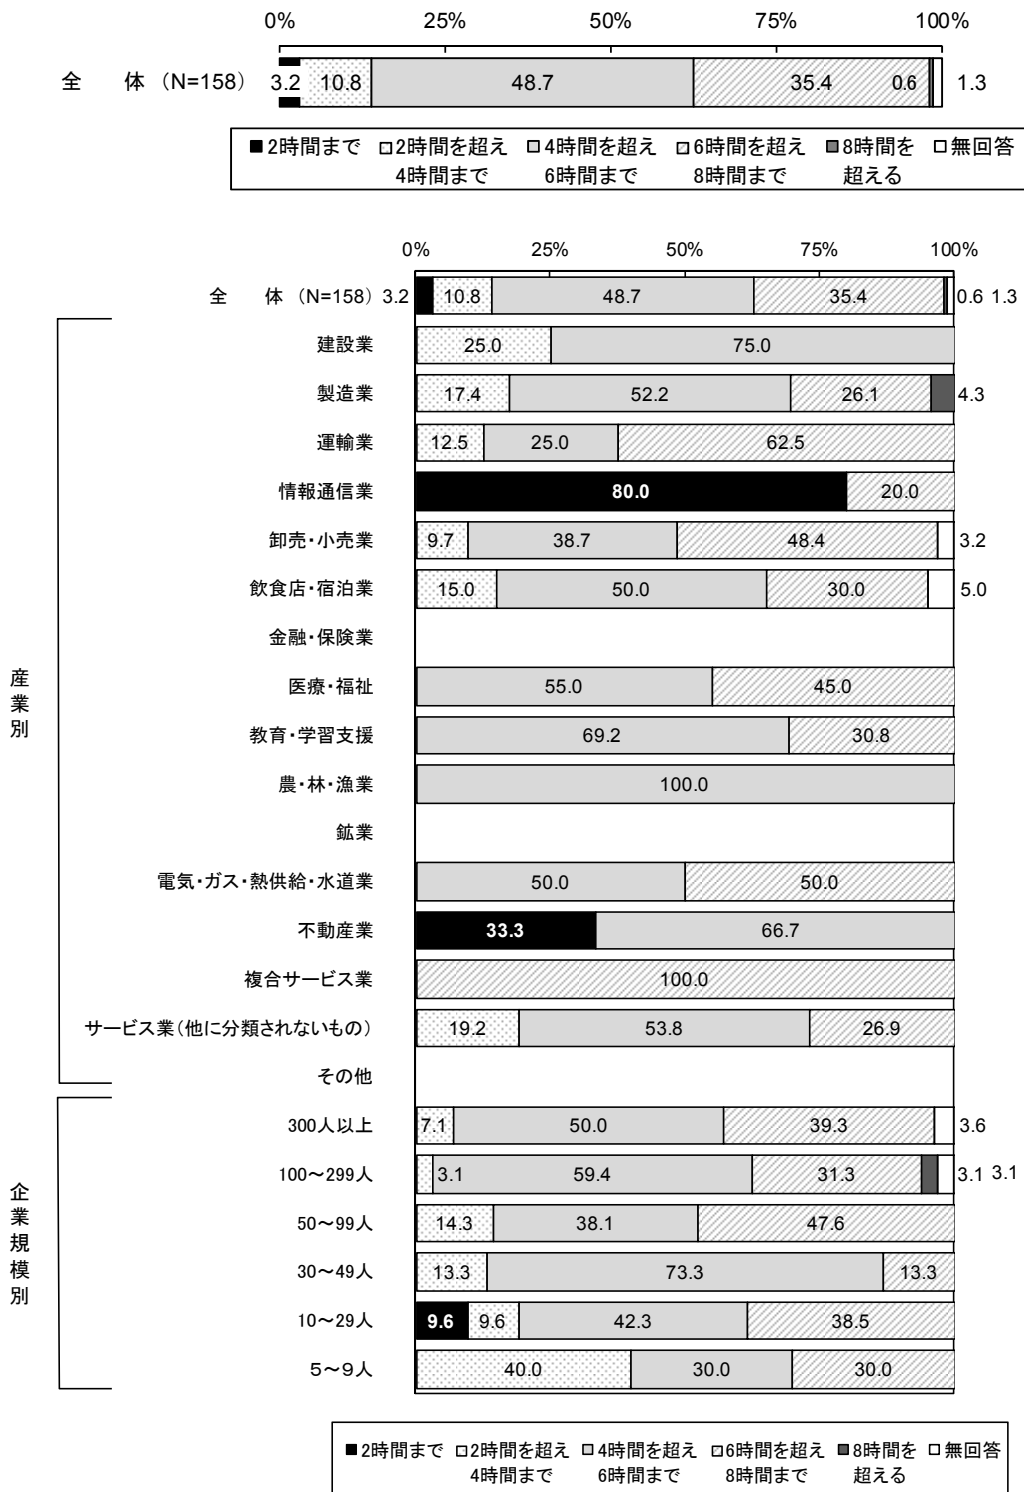 0% 25% 50% 75% 100%
全 体 (N=158) 3.2 10.8 48.7 35.4 0.6 1.3
■2時間まで □2時間を超え □4時間を超え □6時間を超え ■8時間を □無回答
4時間まで 6時間まで 8時間まで 超える
0% 25% 50% 75% 100%
全 体 (N=158) 3.2 10.8 48.7 35.4 0.6 1.3
産業別
建設業 25.0 75.0
製造業 17.4 52.2 26.1 4.3
運輸業 12.5 25.0 62.5
情報通信業 80.0 20.0
卸売・小売業 9.7 38.7 48.4 3.2
飲食店・宿泊業 15.0 50.0 30.0 5.0
金融・保険業
医療・福祉 55.0 45.0
教育・学習支援 69.2 30.8
農・林・漁業 100.0
鉱業
電気・ガス・熱供給・水道業 50.0 50.0
不動産業 33.3 66.7
複合サービス業 100.0
サービス業(他に分類されないもの) 19.2 53.8 26.9
その他
企業規模別
300人以上 7.1 50.0 39.3 3.6
100～299人 3.1 59.4 31.3 3.1 3.1
50～99人 14.3 38.1 47.6
30～49人 13.3 73.3 13.3
10～29人 9.6 9.6 42.3 38.5
5～9人 40.0 30.0 30.0
■2時間まで □2時間を超え □4時間を超え □6時間を超え ■8時間を □無回答
4時間まで 6時間まで 8時間まで 超える